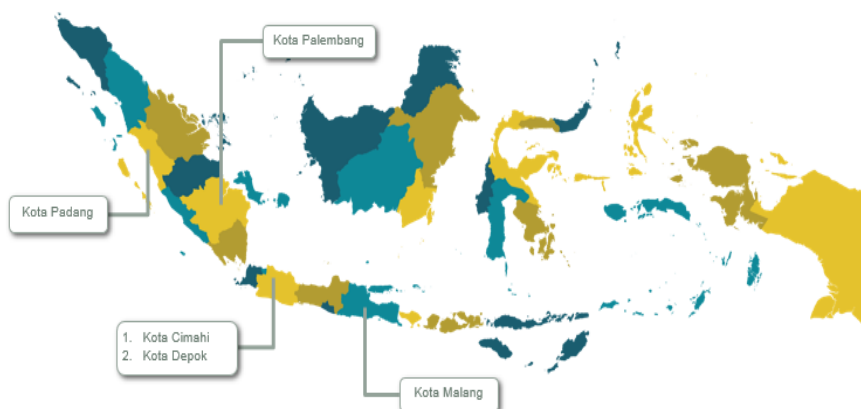 Kota Palembang
Kota Padang
1. Kota Cimahi
2. Kota Depok
Kota Malang